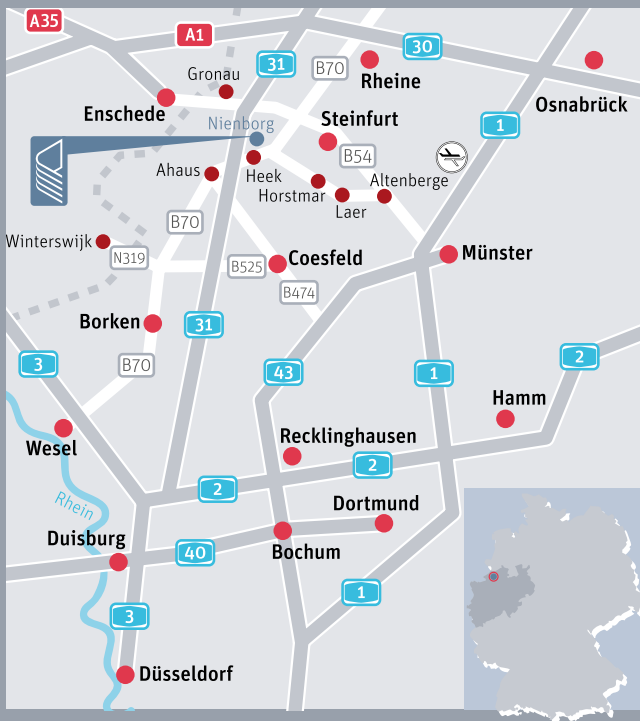 A35
A1
30
31
B70
Gronau
Rheine
Enschede
Osnabrück
Nienborg
Steinfurt
1
B54
Ahaus
Heek
Horstmar
Altenberge
Laer
B70
Winterswijk
N319
B525
Coesfeld
Münster
B474
Borken
31
3
B70
43
1
2
Hamm
Wesel
Recklinghausen
2
2
Rhein
Dortmund
Duisburg
40
Bochum
1
3
Düsseldorf